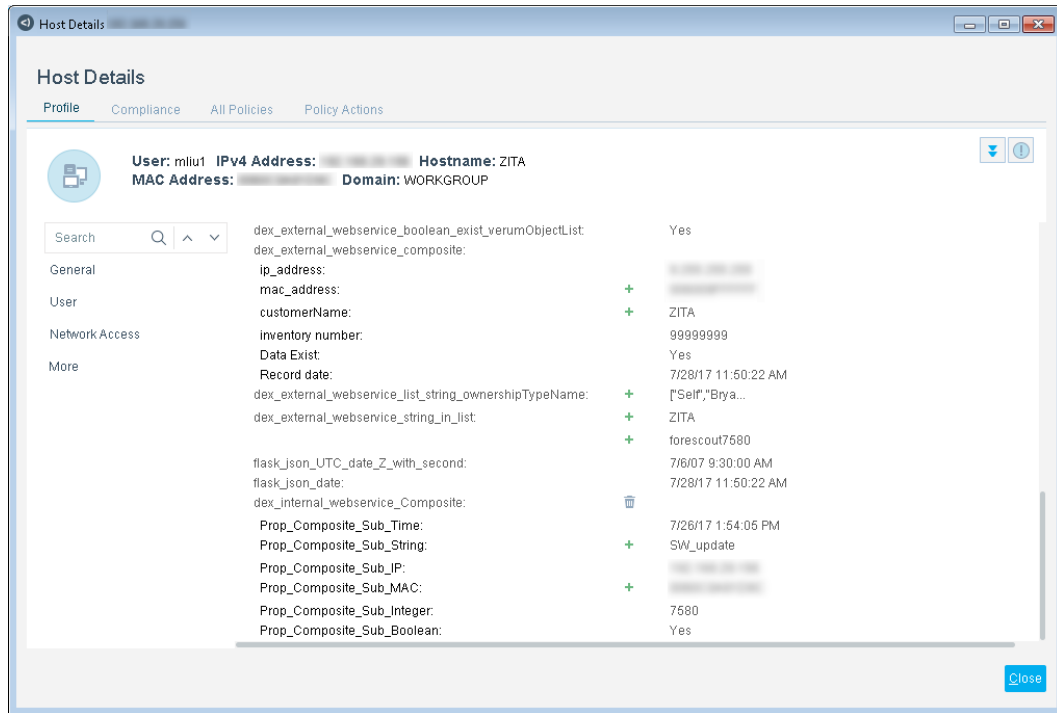 Host Details
Host Details
Profile Compliance All Policies Policy Actions
User: mliu1 IPv4 Address: Hostname: ZITA
MAC Address: Domain: WORKGROUP
Search
General
User
Network Access
More
dex_external_webservice_boolean_exist_verumObjectList: Yes
dex_external_webservice_composite:
ip_address:
mac_address: +
customerName: + ZITA
inventory number: 99999999
Data Exist: Yes
Record date: 7/28/17 11:50:22 AM
dex_external_webservice_list_string_ownershipTypeName: + ["Self","Brya...
dex_external_webservice_string_in_list: + ZITA
+ forescout7580
flask_json_UTC_date_Z_with_second: 7/6/07 9:30:00 AM
flask_json_date: 7/28/17 11:50:22 AM
dex_internal_webservice_Composite:
Prop_Composite_Sub_Time: 7/26/17 1:54:05 PM
Prop_Composite_Sub_String: + SW_update
Prop_Composite_Sub_IP:
Prop_Composite_Sub_MAC: +
Prop_Composite_Sub_Integer: 7580
Prop_Composite_Sub_Boolean: Yes
Close